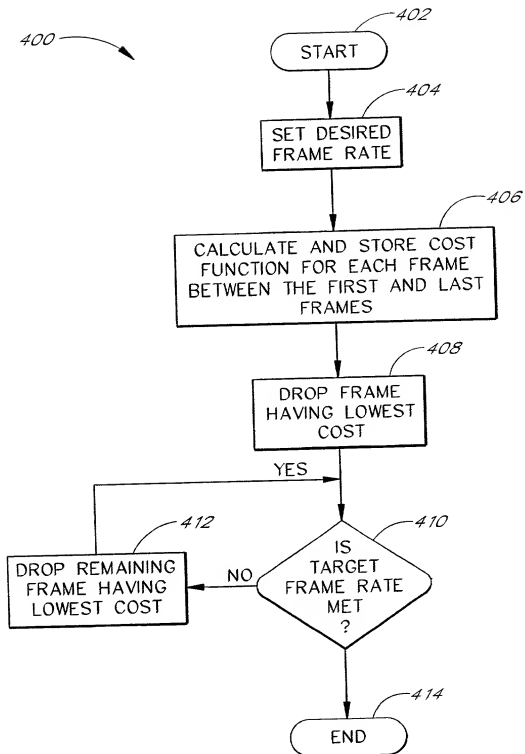 402
400
START
404
SET DESIRED
FRAME RATE
406
CALCULATE AND STORE COST
FUNCTION FOR EACH FRAME
BETWEEN THE FIRST AND LAST
FRAMES
408
DROP FRAME
HAVING LOWEST
COST
YES
412
410
DROP REMAINING
FRAME HAVING
LOWEST COST
NO
IS
TARGET
FRAME RATE
MET
?
414
END